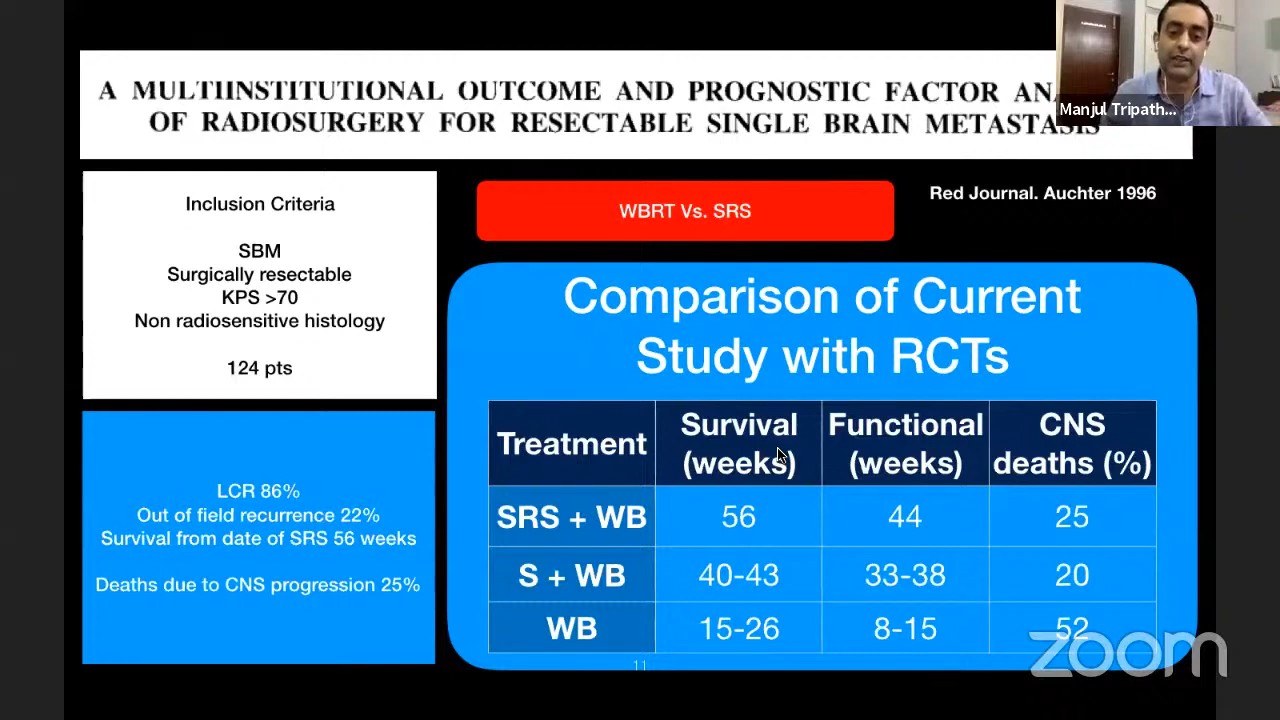 A MULTIINSTITUTIONAL OUTCOME AND PROGNOSTIC FACTOR AN
OF RADIOSURGERY FOR RESECTABLE SINGLE BRAIN METASTASIS
Manjul Tripath...
Inclusion Criteria
SBM
Surgically resectable
KPS >70
Non radiosensitive histology
124 pts
WBRT Vs. SRS
Red Journal. Auchter 1996
LCR 86%
Out of field recurrence 22%
Survival from date of SRS 56 weeks
Deaths due to CNS progression 25%
Comparison of Current
Study with RCTs
Treatment Survival (weeks) Functional (weeks) CNS deaths (%)
SRS + WB 56 44 25
S + WB 40-43 33-38 20
WB 15-26 8-15 52
11
zoom